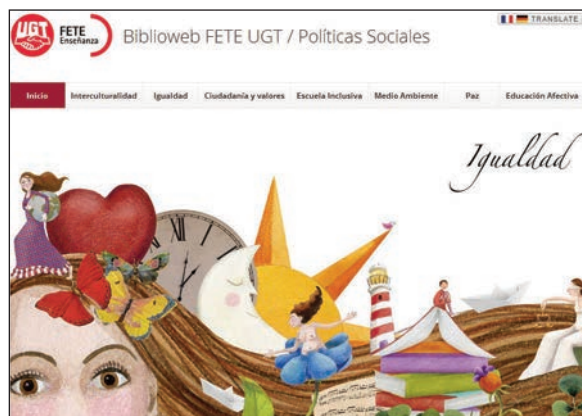 UGT
FETE
Enseñanza
Biblioweb FETE UGT / Políticas Sociales
TRANSLATE
Inicio Interculturalidad Igualdad Ciudadanía y valores Escuela Inclusiva Medio Ambiente Paz Educación Afectiva
Igualdad